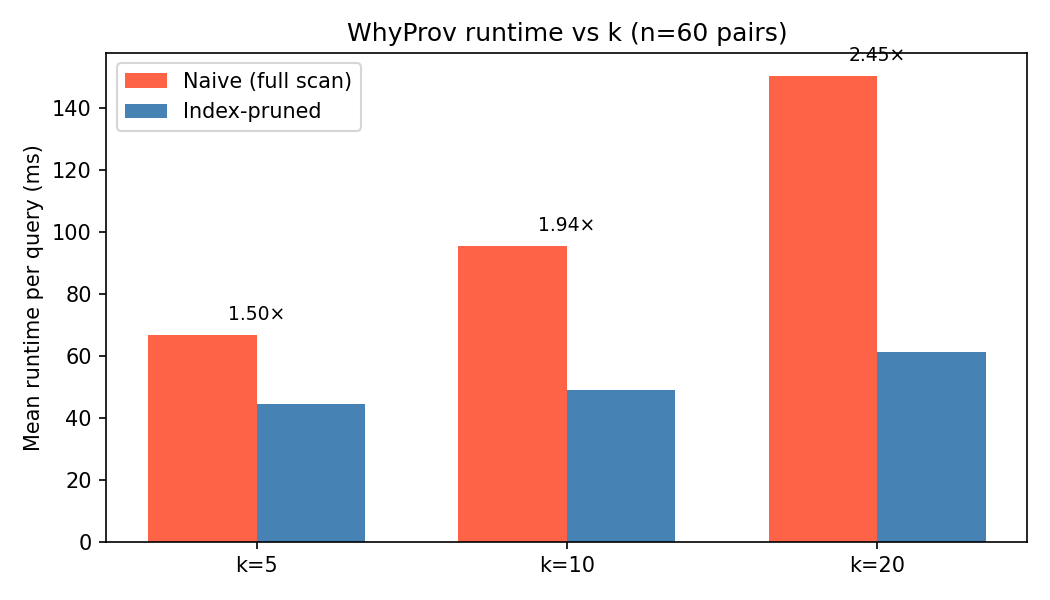 WhyProv runtime vs k (n=60 pairs)
Naive (full scan)
Index-pruned
Mean runtime per query (ms)
140
120
100
80
60
40
20
0
1.50×
1.94×
2.45×
k=5
k=10
k=20